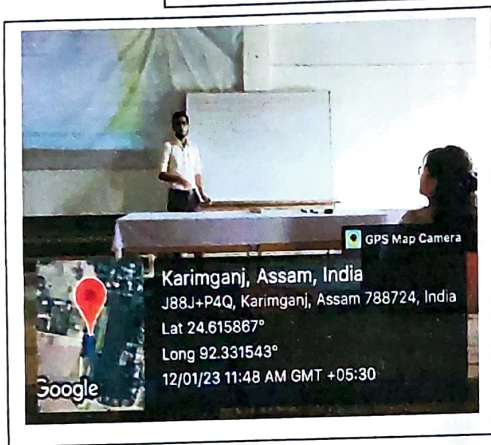 GPS Map Camera
Karimganj, Assam, India
J88J+P4Q, Karimganj, Assam 788724, India
Lat 24.615867°
Long 92.331543°
12/01/23 11:48 AM GMT +05:30
Google